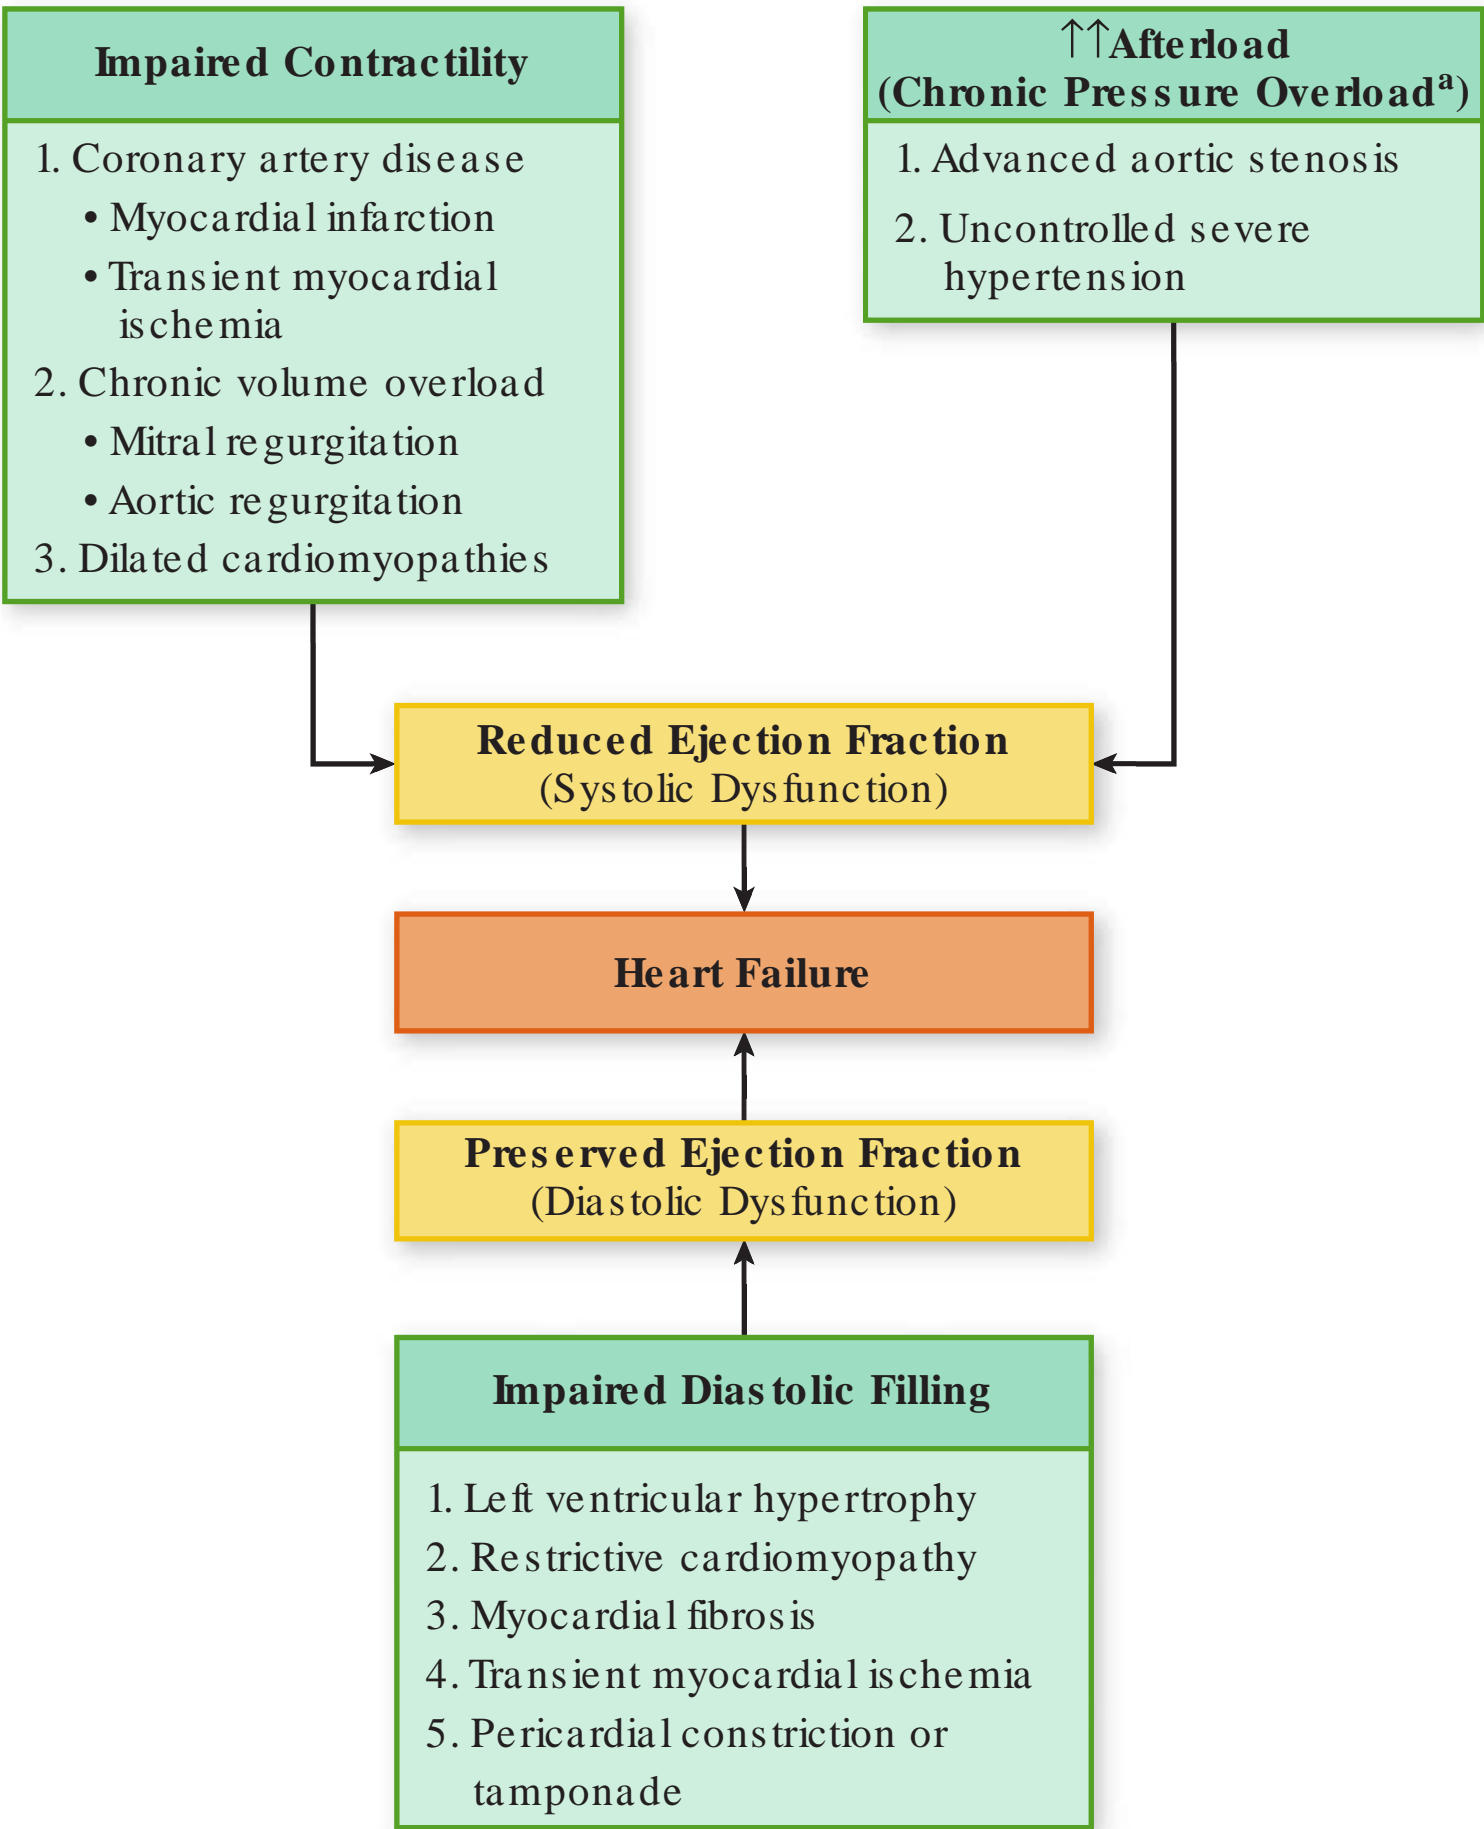 Impaired Contractility
1. Coronary artery disease
• Myocardial infarction
• Transient myocardial
ischemia
2. Chronic volume overload
• Mitral regurgitation
• Aortic regurgitation
3. Dilated cardiomyopathies
↑↑Afterload
(Chronic Pressure Overloadᵃ)
1. Advanced aortic stenosis
2. Uncontrolled severe
hypertension
Reduced Ejection Fraction
(Systolic Dysfunction)
Heart Failure
Preserved Ejection Fraction
(Diastolic Dysfunction)
Impaired Diastolic Filling
1. Left ventricular hypertrophy
2. Restrictive cardiomyopathy
3. Myocardial fibrosis
4. Transient myocardial ischemia
5. Pericardial constriction or
tamponade